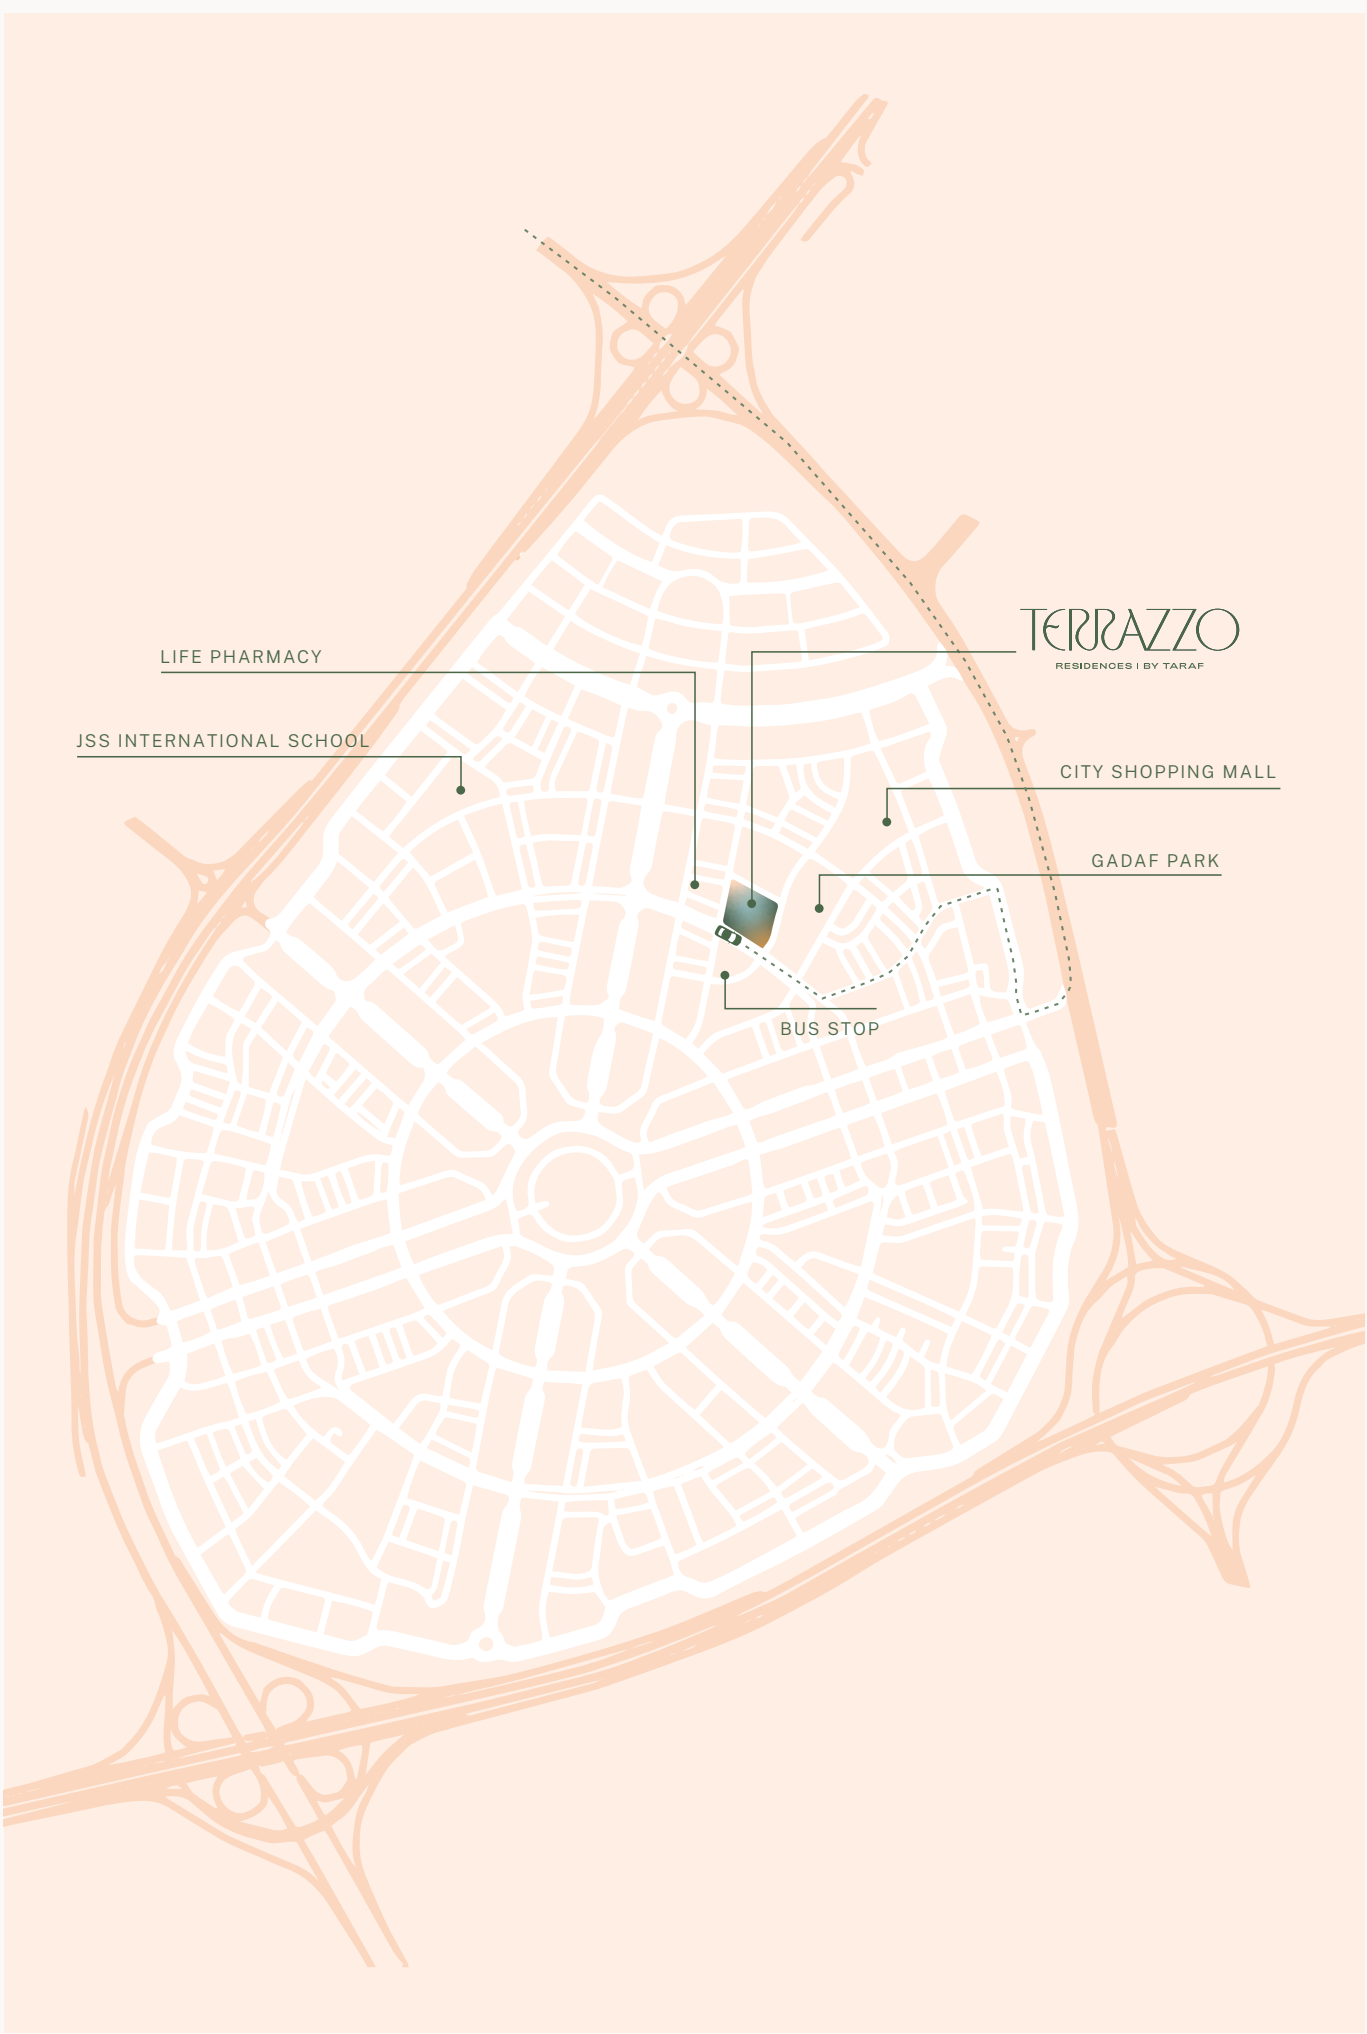 TERRAZZO
RESIDENCES | BY TARAF
LIFE PHARMACY
JSS INTERNATIONAL SCHOOL
CITY SHOPPING MALL
GADAF PARK
BUS STOP